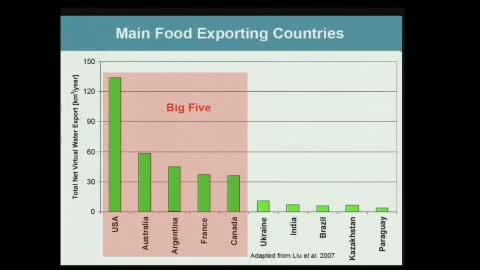 Main Food Exporting Countries
Total Net Virtual Water Export [km³/year]
150
120
90
60
30
0
Big Five
USA
Australia
Argentina
France
Canada
Ukraine
India
Brazil
Kazakhstan
Paraguay
Adapted from Liu et al. 2007